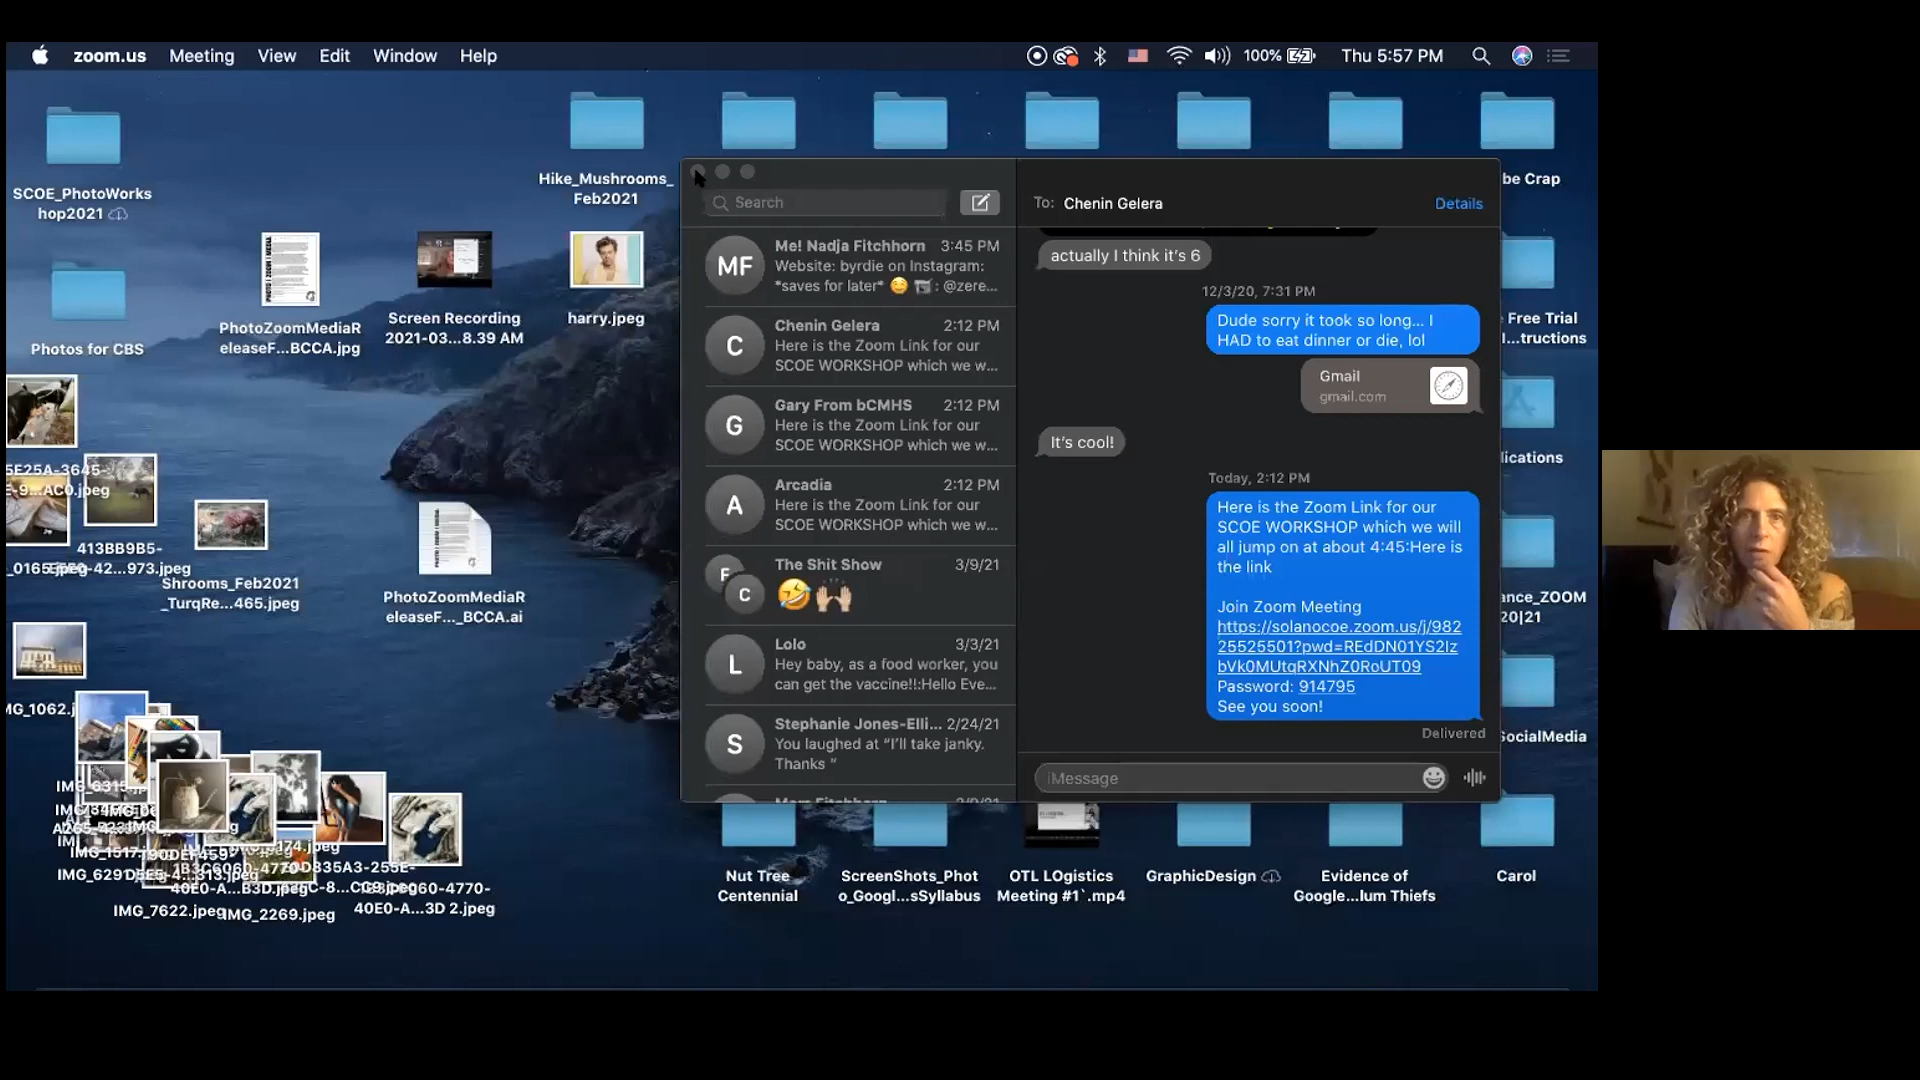 zoom.us Meeting View Edit Window Help
100% Thu 5:57 PM
SCOE_PhotoWorks
hop2021
Hike_Mushrooms_
Feb2021
be Crap
Photos for CBS
PhotoZoomMediaR
eleaseF...BCCA.jpg
Screen Recording
2021-03...8.39 AM
harry.jpeg
Free Trial
l...tructions
lications
413BB9B5-
Shrooms_Feb2021
_TurqRe...465.jpeg
PhotoZoomMediaR
eleaseF..._BCCA.ai
ance_ZOOM
20|21
SocialMedia
IMG_7622.jpeg
IMG_2269.jpeg
40E0-A...3D 2.jpeg
Nut Tree
Centennial
ScreenShots_Phot
o_Googl...sSyllabus
OTL LOgistics
Meeting #1`.mp4
GraphicDesign
Evidence of
Google...lum Thiefs
Carol
Search
MF
Me! Nadja Fitchhorn 3:45 PM
Website: byrdie on Instagram:
*saves for later* 😊 📷: @zere...
C
Chenin Gelera 2:12 PM
Here is the Zoom Link for our
SCOE WORKSHOP which we w...
G
Gary From bCMHS 2:12 PM
Here is the Zoom Link for our
SCOE WORKSHOP which we w...
A
Arcadia 2:12 PM
Here is the Zoom Link for our
SCOE WORKSHOP which we w...
C
The Shit Show 3/9/21
🤣🙌
L
Lolo 3/3/21
Hey baby, as a food worker, you
can get the vaccine!!:Hello Eve...
S
Stephanie Jones-Elli... 2/24/21
You laughed at “I’ll take janky.
Thanks ”
To: Chenin Gelera Details
actually I think it’s 6
12/3/20, 7:31 PM
Dude sorry it took so long... I
HAD to eat dinner or die, lol
Gmail
gmail.com
It’s cool!
Today, 2:12 PM
Here is the Zoom Link for our
SCOE WORKSHOP which we will
all jump on at about 4:45:Here is
the link
Join Zoom Meeting
https://solanocoe.zoom.us/j/982
25525501?pwd=REdDN01YS2Iz
bVk0MUtqRXNhZ0RoUT09
Password: 914795
See you soon!
Delivered
iMessage